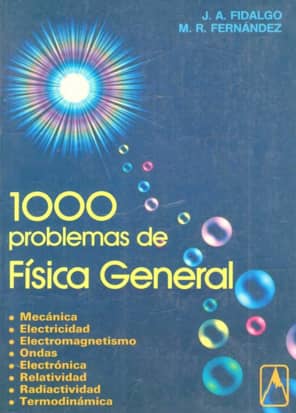 J. A. FIDALGO
M. R. FERNÁNDEZ
1000
problemas de
Física General
• Mecánica
• Electricidad
• Electromagnetismo
• Ondas
• Electrónica
• Relatividad
• Radiactividad
• Termodinámica